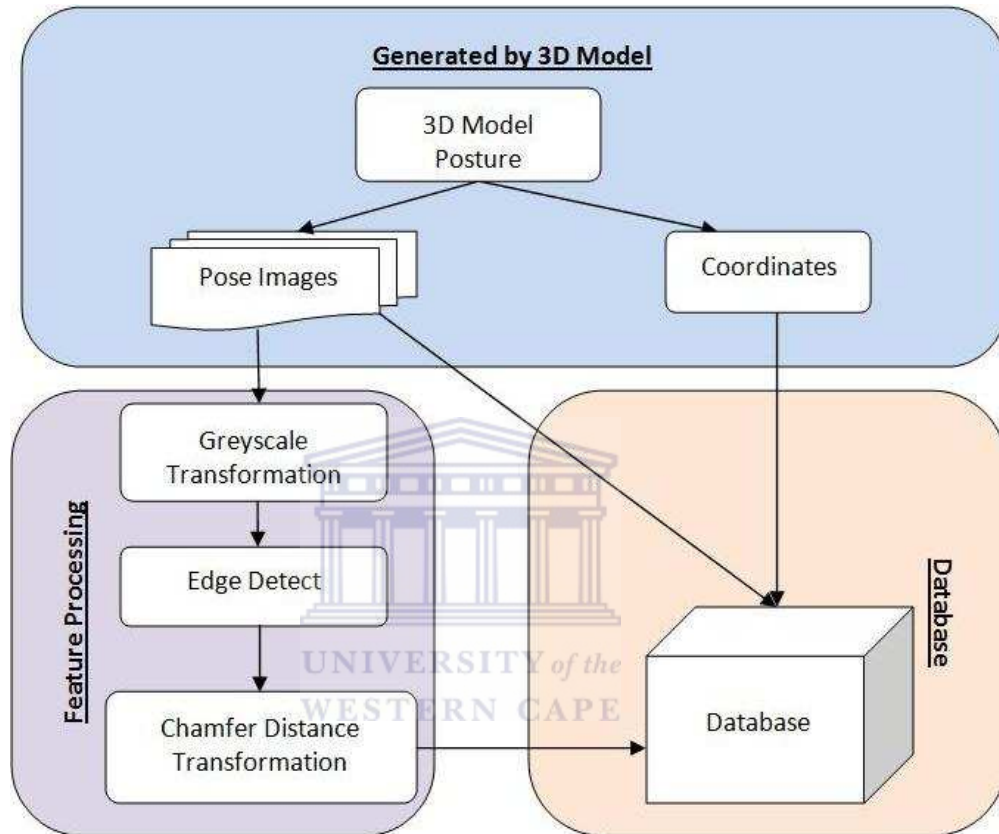 Generated by 3D Model
3D Model
Posture
Pose Images
Coordinates
Feature Processing
Greyscale
Transformation
Edge Detect
Chamfer Distance
Transformation
Database
Database
UNIVERSITY of the
WESTERN CAPE